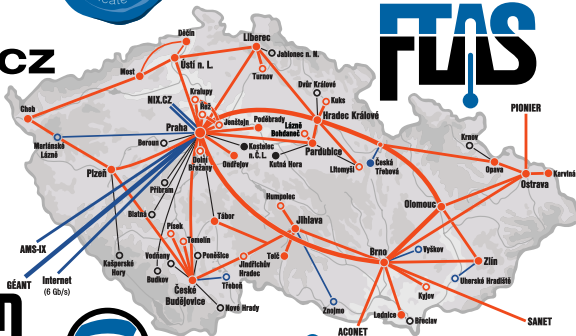 cate
CZ
FTAS
Děčín
Liberec
Jablonec n. N.
Ústí n. L.
Most
Turnov
Dvůr Králové
Kralupy
Kuks
NIX.CZ
Řež
PIONIER
Cheb
Jenštejn
Poděbrady
Hradec Králové
Praha
Lázně
Bohdaneč
Mariánské
Lázně
Beroun
Kostelec
n.Č.L.
Kutná Hora
Pardubice
Krnov
Dolní
Břežany
Ondřejov
Litomyšl
Česká
Třebová
Opava
Karviná
Plzeň
Ostrava
Příbram
Humpolec
Olomouc
Blatná
Tábor
Jihlava
Písek
Temelín
AMS-IX
Vodňany
Poněšice
Telč
Brno
Vyškov
Zlín
Kašperské
Hory
Jindřichův
Hradec
GÉANT
Internet
(6 Gb/s)
Budkov
Třeboň
Uherské Hradiště
České
Budějovice
Kyjov
Nové Hrady
Znojmo
Lednice
Břeclav
SANET
ACONET